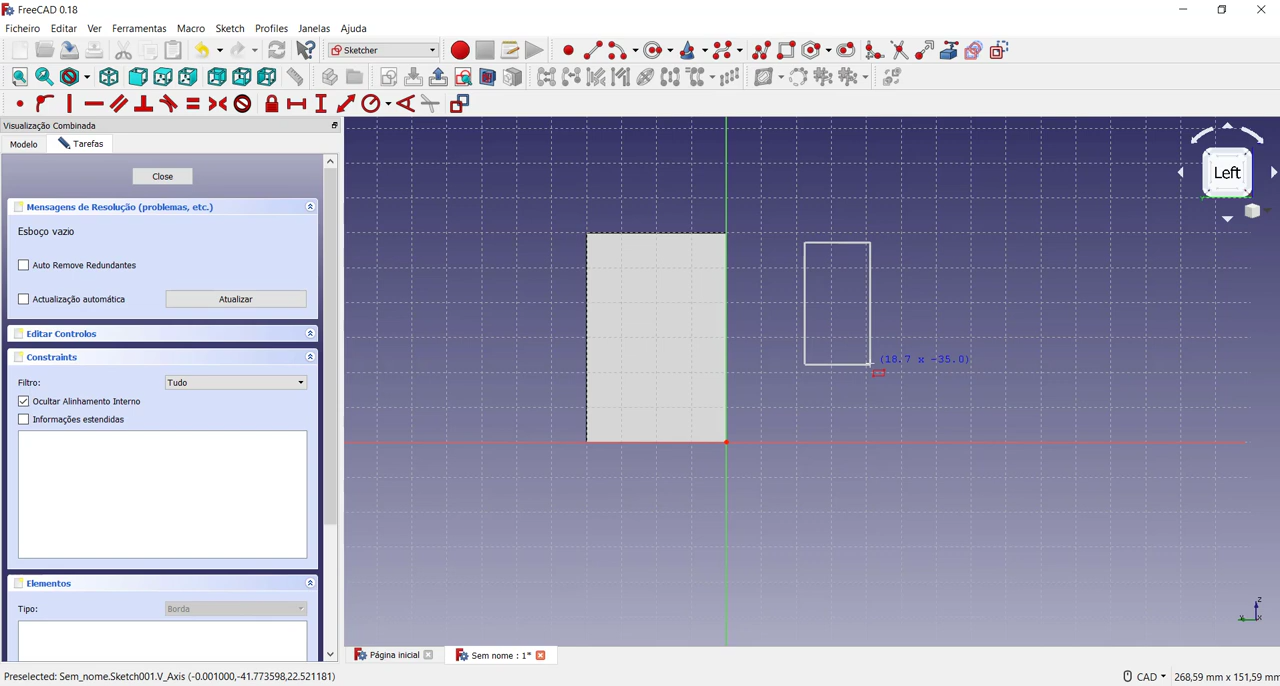 FreeCAD 0.18
Ficheiro Editar Ver Ferramentas Macro Sketch Profiles Janelas Ajuda
Sketcher
Visualização Combinada
Modelo Tarefas
Close
Mensagens de Resolução (problemas, etc.)
Esboço vazio
Auto Remove Redundantes
Actualização automática Atualizar
Editar Controlos
Constraints
Filtro: Tudo
Ocultar Alinhamento Interno
Informações estendidas
Elementos
Tipo: Borda
Left
(18.7 x -35.0)
Z
Y X
Página inicial Sem nome : 1*
Preselected: Sem_nome.Sketch001.V_Axis (-0.001000,-41.773598,22.521181) CAD 268,59 mm x 151,59 mm